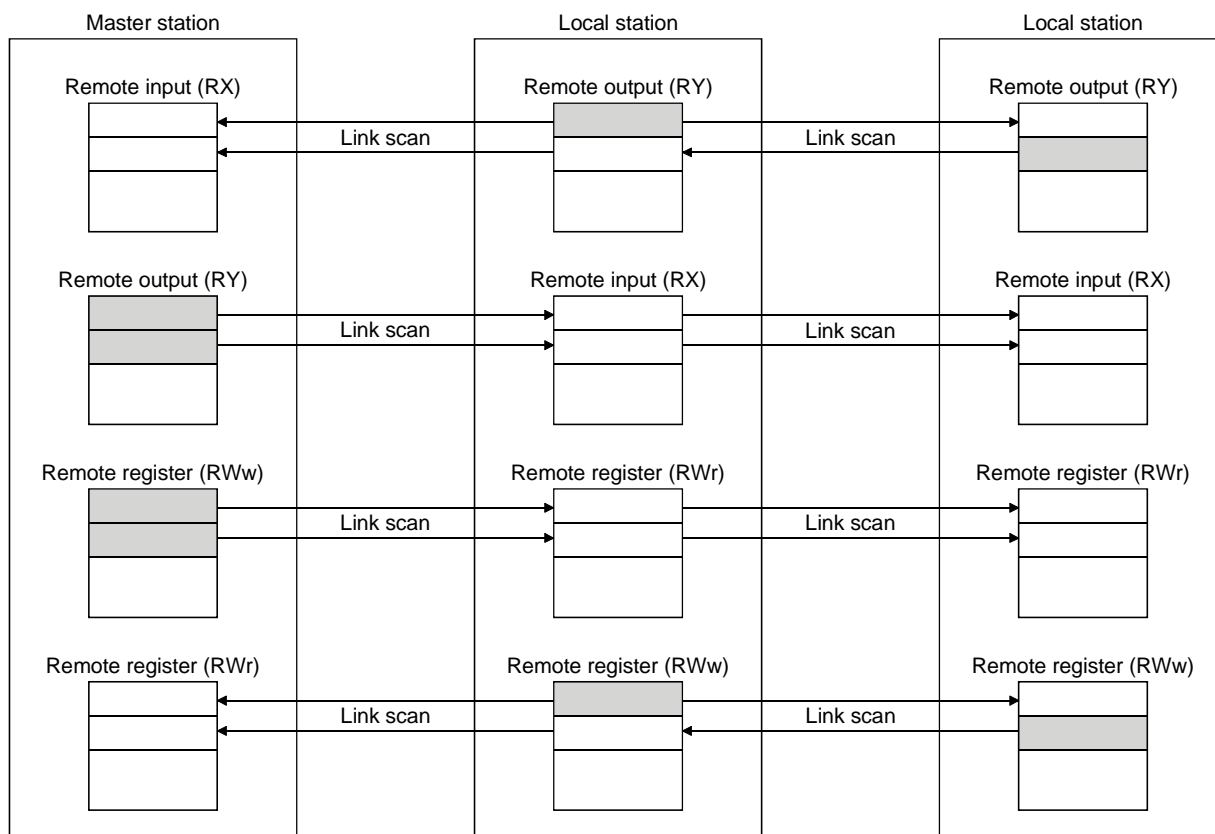 Master station
Local station
Local station
Remote input (RX)
Remote output (RY)
Remote output (RY)
Link scan
Link scan
Remote output (RY)
Remote input (RX)
Remote input (RX)
Link scan
Link scan
Remote register (RWw)
Remote register (RWr)
Remote register (RWr)
Link scan
Link scan
Remote register (RWr)
Remote register (RWw)
Remote register (RWw)
Link scan
Link scan